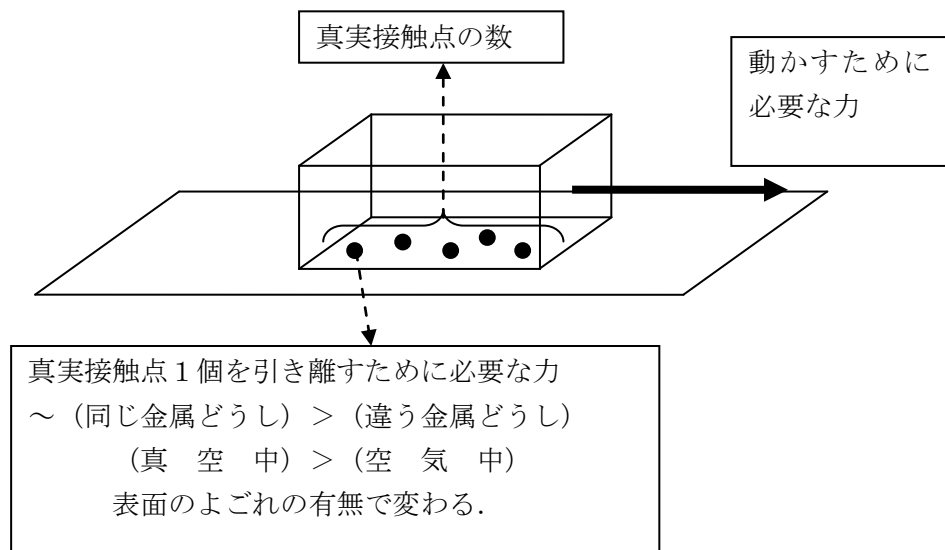 真実接触点の数
動かすために
必要な力
真実接触点１個を引き離すために必要な力
～（同じ金属どうし）＞（違う金属どうし）
（真　空　中）＞（空　気　中）
表面のよごれの有無で変わる．